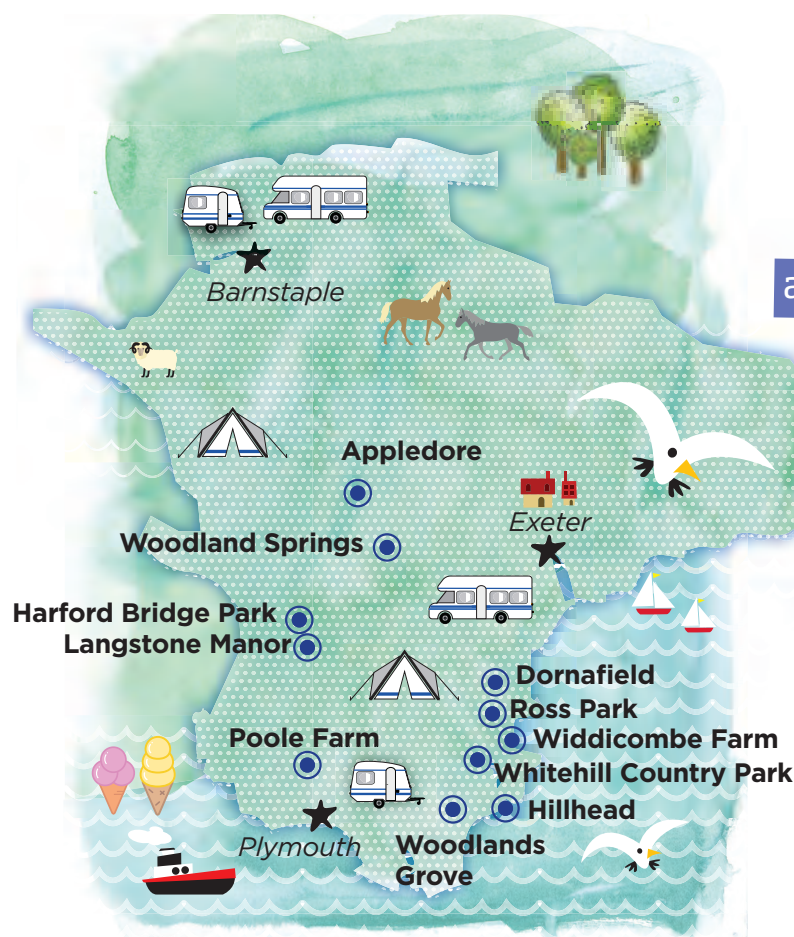 a
Barnstaple
Appledore
Exeter
Woodland Springs
Harford Bridge Park
Langstone Manor
Dornafield
Ross Park
Poole Farm
Widdicombe Farm
Whitehill Country Park
Hillhead
Plymouth
Woodlands
Grove